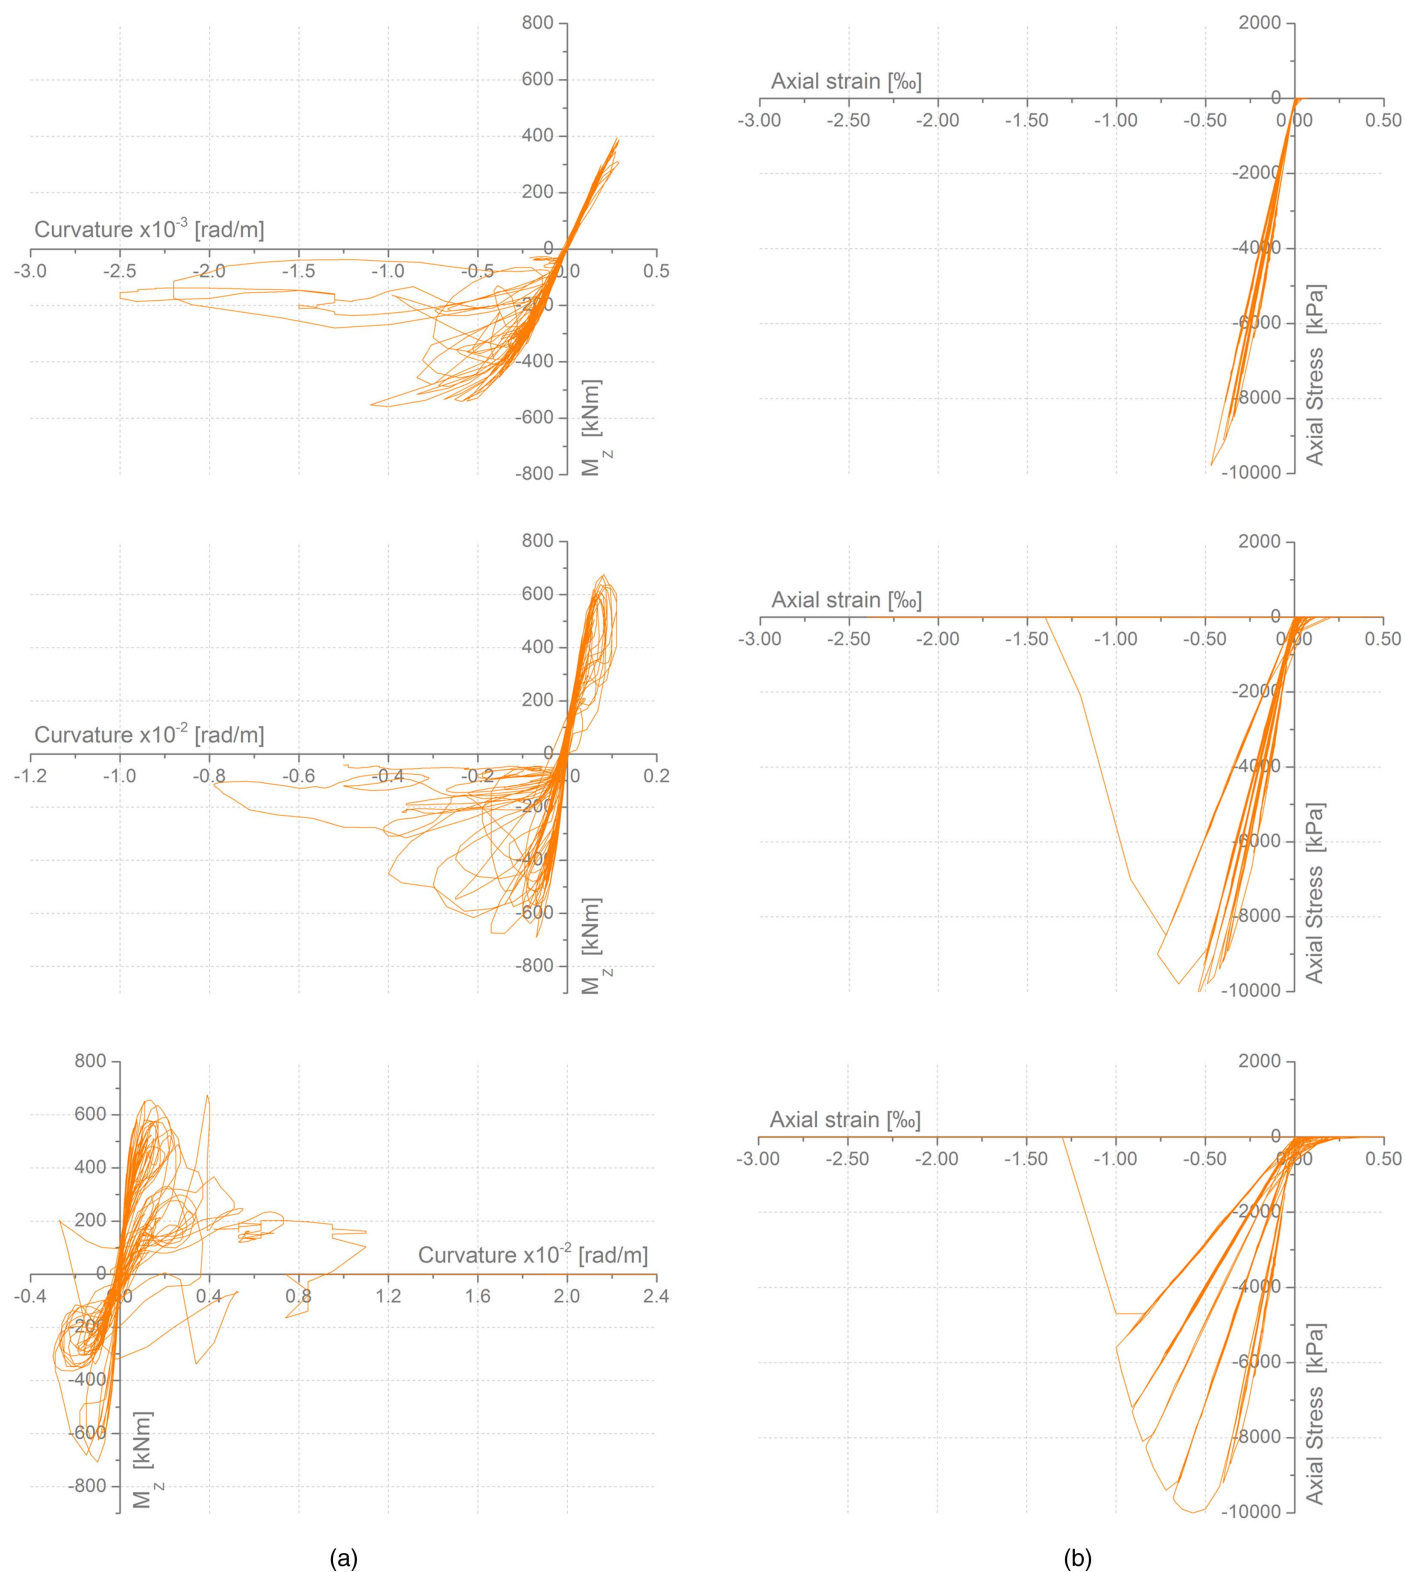 800
600
400
200
0
-200
-400
-600
-800
Curvature x10-3 [rad/m]
-3.0 -2.5 -2.0 -1.5 -1.0 -0.5 0.0 0.5
Mz [kNm]
2000
0
-2000
-4000
-6000
-8000
-10000
Axial strain [‰]
-3.00 -2.50 -2.00 -1.50 -1.00 -0.50 0.00 0.50
Axial Stress [kPa]
800
600
400
200
0
-200
-400
-600
-800
Curvature x10-2 [rad/m]
-1.2 -1.0 -0.8 -0.6 -0.4 -0.2 0.0 0.2
Mz [kNm]
2000
0
-2000
-4000
-6000
-8000
-10000
Axial strain [‰]
-3.00 -2.50 -2.00 -1.50 -1.00 -0.50 0.00 0.50
Axial Stress [kPa]
800
600
400
200
0
-200
-400
-600
-800
Curvature x10-2 [rad/m]
-0.4 0.0 0.4 0.8 1.2 1.6 2.0 2.4
Mz [kNm]
2000
0
-2000
-4000
-6000
-8000
-10000
Axial strain [‰]
-3.00 -2.50 -2.00 -1.50 -1.00 -0.50 0.00 0.50
Axial Stress [kPa]
(a)
(b)